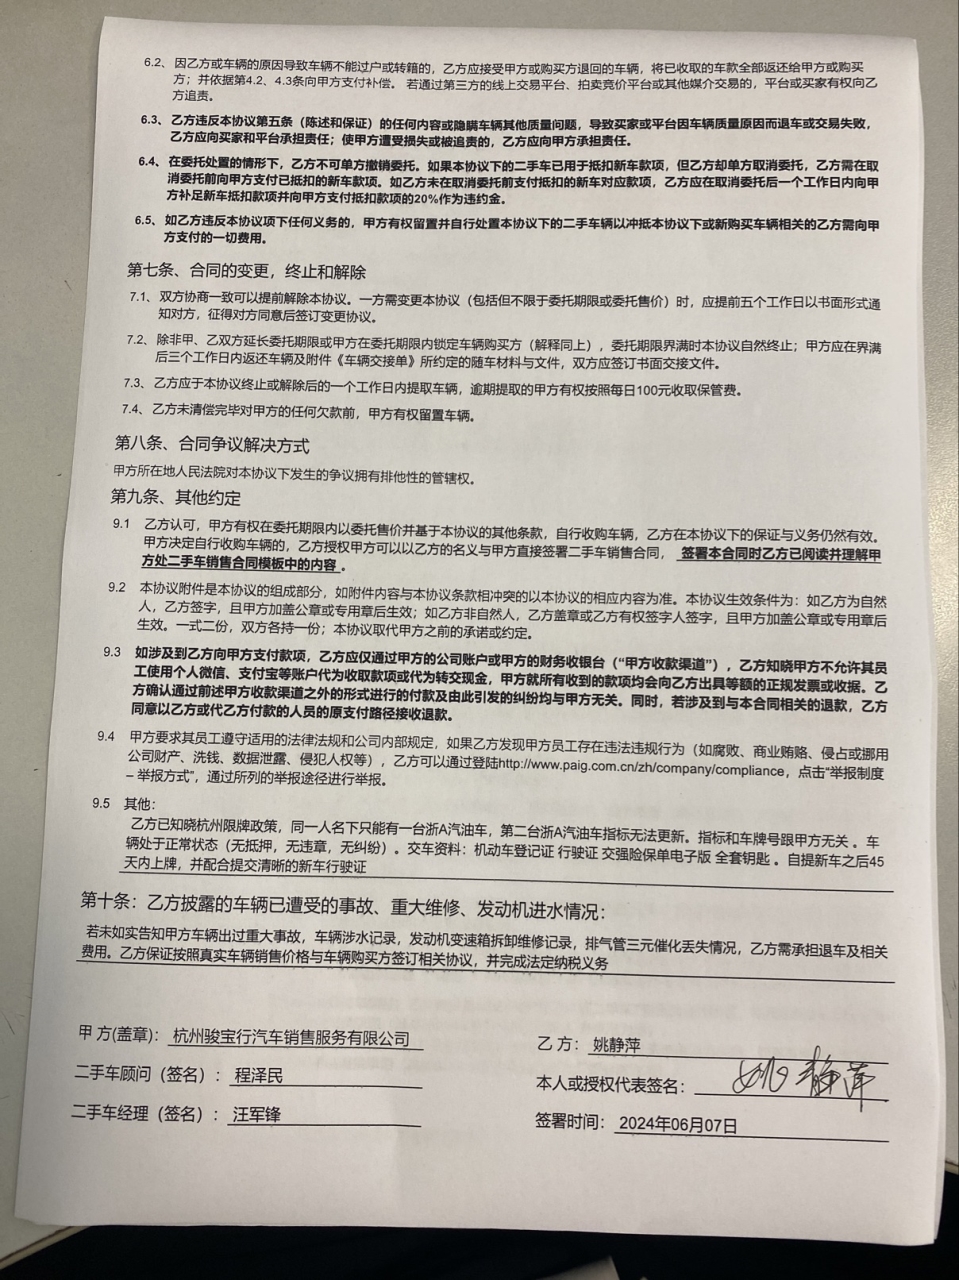 6.2、因乙方或车辆的原因导致车辆不能过户或转籍的，乙方应接受甲方或购买方退回的车辆，将已收取的车款全部返还给甲方或购买
方；并依据第4.2、4.3条向甲方支付补偿。 若通过第三方的线上交易平台、拍卖竞价平台或其他媒介交易的，平台或买家有权向乙
方追责。
6.3、乙方违反本协议第五条（陈述和保证）的任何内容或隐瞒车辆其他质量问题，导致买家或平台因车辆质量原因而退车或交易失败，
乙方应向买家和平台承担责任；使甲方遭受损失或被追责的，乙方应向甲方承担责任。
6.4、在委托处置的情形下，乙方不可单方撤销委托。如果本协议下的二手车已用于抵扣新车款项，但乙方却单方取消委托，乙方需在取
消委托前向甲方支付已抵扣的新车款项。如乙方未在取消委托前支付抵扣的新车对应款项，乙方应在取消委托后一个工作日内向甲
方补足新车抵扣款项并向甲方支付抵扣款项的20%作为违约金。
6.5、如乙方违反本协议项下任何义务的，甲方有权留置并自行处置本协议下的二手车辆以冲抵本协议下或新购买车辆相关的乙方需向甲
方支付的一切费用。
第七条、合同的变更，终止和解除
7.1、双方协商一致可以提前解除本协议。一方需变更本协议（包括但不限于委托期限或委托售价）时，应提前五个工作日以书面形式通
知对方，征得对方同意后签订变更协议。
7.2、除非甲、乙双方延长委托期限或甲方在委托期限内锁定车辆购买方（解释同上），委托期限界满时本协议自然终止；甲方应在界满
后三个工作日内返还车辆及附件《车辆交接单》所约定的随车材料与文件，双方应签订书面交接文件。
7.3、乙方应于本协议终止或解除后的一个工作日内提取车辆，逾期提取的甲方有权按照每日100元收取保管费。
7.4、乙方未清偿完毕对甲方的任何欠款前，甲方有权留置车辆。
第八条、合同争议解决方式
甲方所在地人民法院对本协议下发生的争议拥有排他性的管辖权。
第九条、其他约定
9.1 乙方认可，甲方有权在委托期限内以委托售价并基于本协议的其他条款，自行收购车辆，乙方在本协议下的保证与义务仍然有效。
甲方决定自行收购车辆的，乙方授权甲方可以以乙方的名义与甲方直接签署二手车销售合同， 签署本合同时乙方已阅读并理解甲
方处二手车销售合同模板中的内容 。
9.2 本协议附件是本协议的组成部分，如附件内容与本协议条款相冲突的以本协议的相应内容为准。本协议生效条件为：如乙方为自然
人，乙方签字，且甲方加盖公章或专用章后生效；如乙方非自然人，乙方盖章或乙方有权签字人签字，且甲方加盖公章或专用章后
生效。一式二份，双方各持一份；本协议取代甲方之前的承诺或约定。
9.3 如涉及到乙方向甲方支付款项，乙方应仅通过甲方的公司账户或甲方的财务收银台（“甲方收款渠道”），乙方知晓甲方不允许其员
工使用个人微信、支付宝等账户代为收取款项或代为转交现金，甲方就所有收到的款项均会向乙方出具等额的正规发票或收据。乙
方确认通过前述甲方收款渠道之外的形式进行的付款及由此引发的纠纷均与甲方无关。同时，若涉及到与本合同相关的退款，乙方
同意以乙方或代乙方付款的人员的原支付路径接收退款。
9.4 甲方要求其员工遵守适用的法律法规和公司内部规定，如果乙方发现甲方员工存在违法违规行为（如腐败、商业贿赂、侵占或挪用
公司财产、洗钱、数据泄露、侵犯人权等），乙方可以通过登陆http://www.paig.com.cn/zh/company/compliance，点击“举报制度
– 举报方式”，通过所列的举报途径进行举报。
9.5 其他：
乙方已知晓杭州限牌政策，同一人名下只能有一台浙A汽油车，第二台浙A汽油车指标无法更新。指标和车牌号跟甲方无关 。车
辆处于正常状态（无抵押，无违章，无纠纷）。交车资料：机动车登记证 行驶证 交强险保单电子版 全套钥匙 。自提新车之后45
天内上牌，并配合提交清晰的新车行驶证
第十条：乙方披露的车辆已遭受的事故、重大维修、发动机进水情况：
若未如实告知甲方车辆出过重大事故，车辆涉水记录，发动机变速箱拆卸维修记录，排气管三元催化丢失情况，乙方需承担退车及相关
费用。乙方保证按照真实车辆销售价格与车辆购买方签订相关协议，并完成法定纳税义务
甲 方(盖章)： 杭州骏宝行汽车销售服务有限公司
乙 方： 姚静萍
二手车顾问（签名）： 程泽民
本人或授权代表签名： 姚静萍
二手车经理（签名）： 汪军锋
签署时间： 2024年06月07日